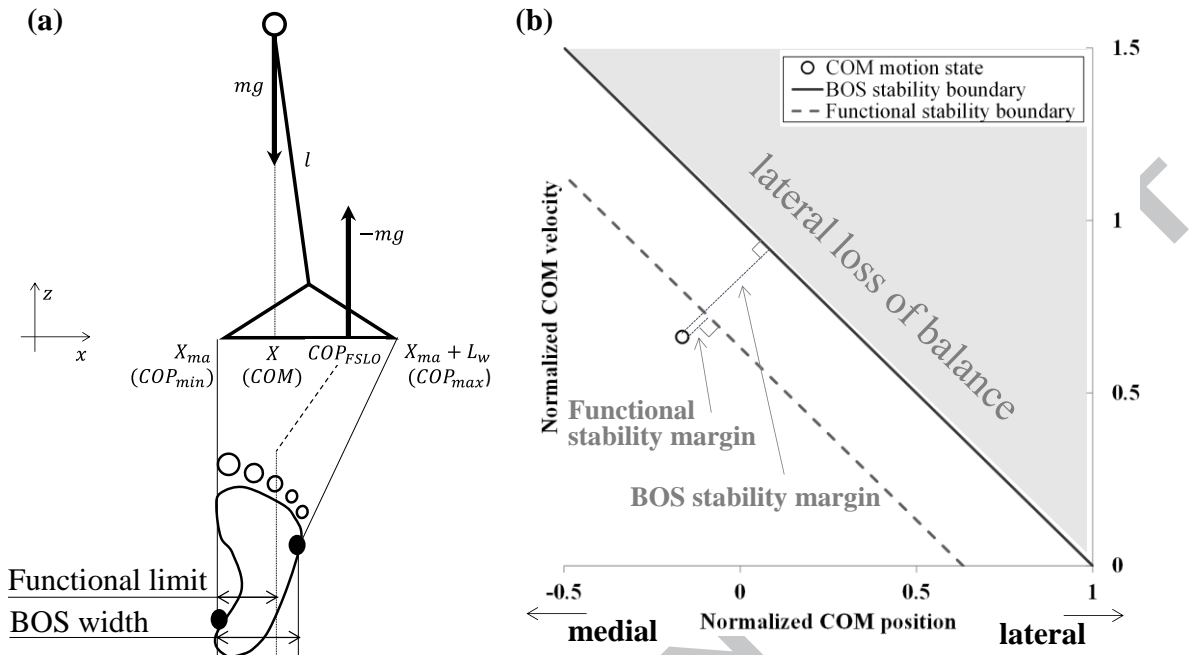 (a)
mg
l
−mg
z
x
X_ma
(COP_min)
X
(COM)
COP_FSLO
X_ma + L_w
(COP_max)
Functional limit
BOS width
(b)
1.5
1
0.5
0
COM motion state
BOS stability boundary
Functional stability boundary
lateral loss of balance
Normalized COM velocity
Functional
stability margin
BOS stability margin
-0.5
0
0.5
1
medial
Normalized COM position
lateral